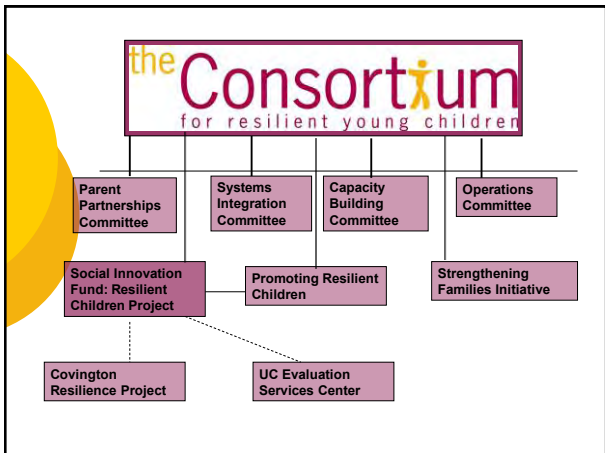 the
Consortium
for resilient young children
Parent
Partnerships
Committee
Systems
Integration
Committee
Capacity
Building
Committee
Operations
Committee
Social Innovation
Fund: Resilient
Children Project
Promoting Resilient
Children
Strengthening
Families Initiative
Covington
Resilience Project
UC Evaluation
Services Center